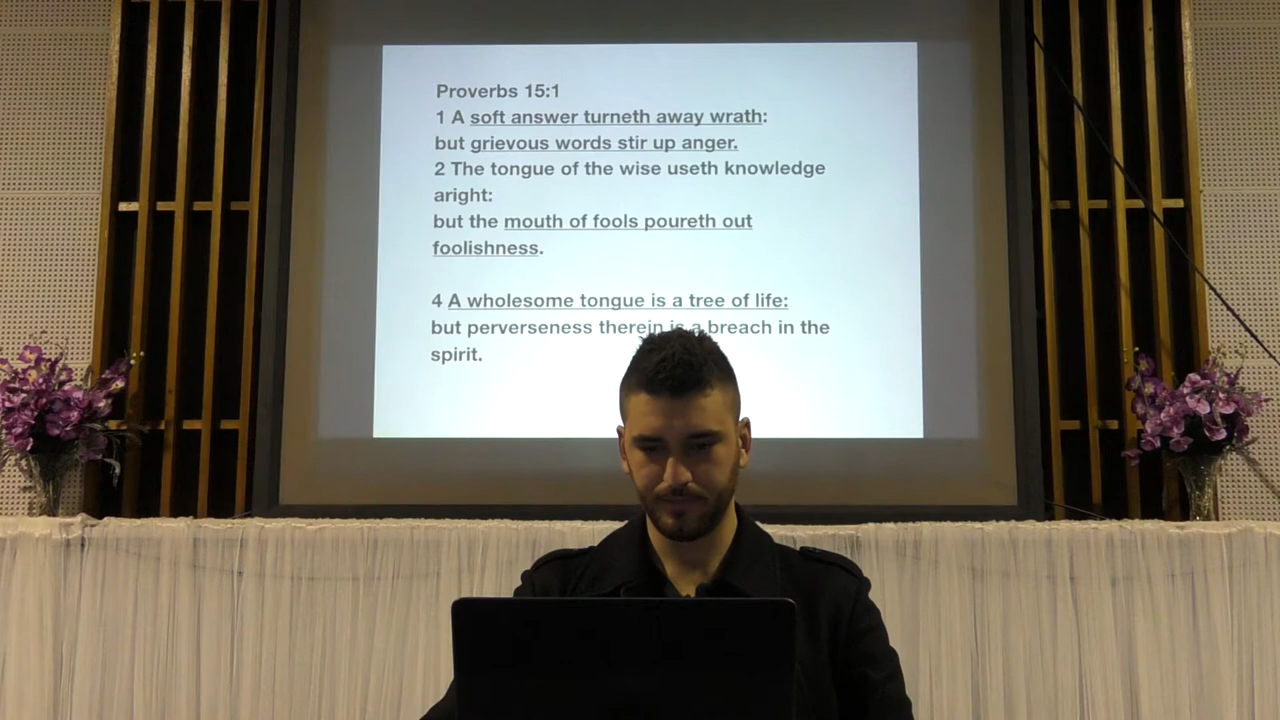 Proverbs 15:1
1 A soft answer turneth away wrath:
but grievous words stir up anger.
2 The tongue of the wise useth knowledge
aright:
but the mouth of fools poureth out
foolishness.
4 A wholesome tongue is a tree of life:
but perverseness therein is a breach in the
spirit.